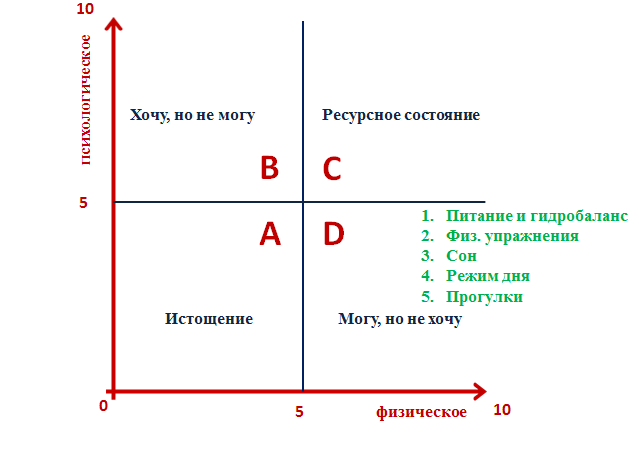 10
психологическое
Хочу, но не могу
Ресурсное состояние
B
C
5
A
D
1. Питание и гидробаланс
2. Физ. упражнения
3. Сон
4. Режим дня
5. Прогулки
Истощение
Могу, но не хочу
0
5
физическое
10